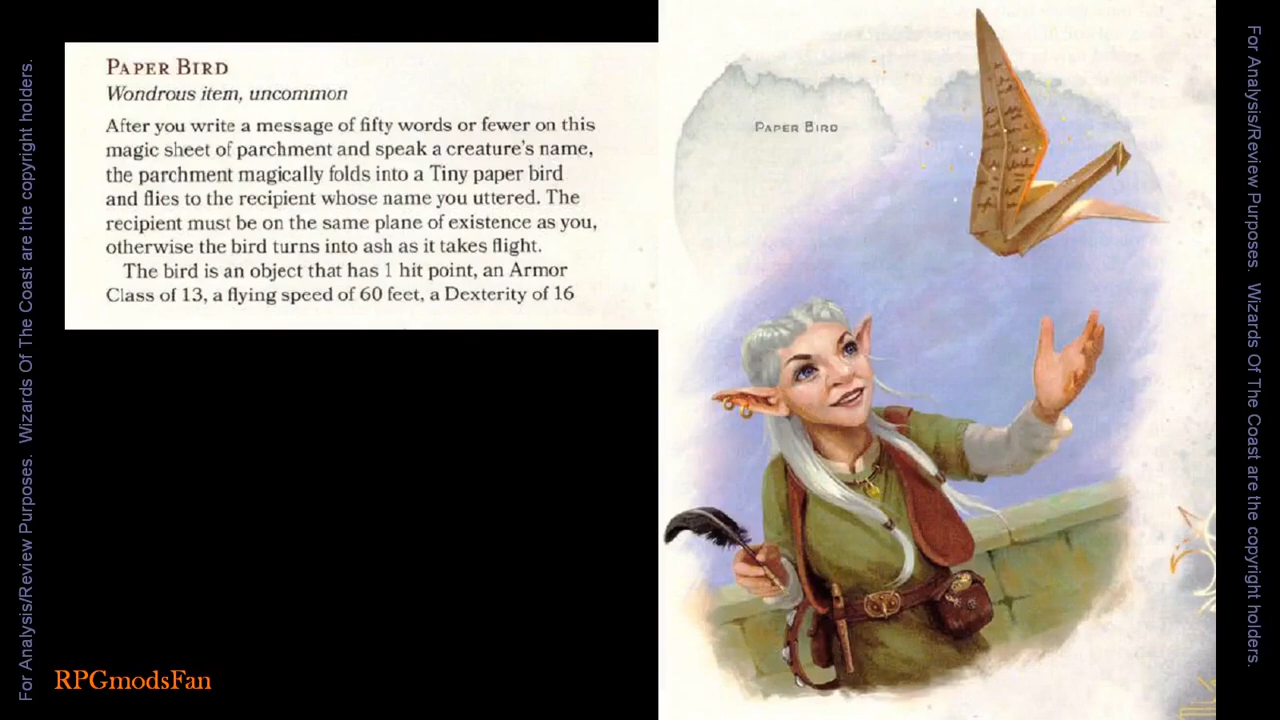 For Analysis/Review Purposes.  Wizards Of The Coast are the copyright holders.
PAPER BIRD
Wondrous item, uncommon
After you write a message of fifty words or fewer on this
magic sheet of parchment and speak a creature's name,
the parchment magically folds into a Tiny paper bird
and flies to the recipient whose name you uttered. The
recipient must be on the same plane of existence as you,
otherwise the bird turns into ash as it takes flight.
The bird is an object that has 1 hit point, an Armor
Class of 13, a flying speed of 60 feet, a Dexterity of 16
PAPER BIRD
RPGmodsFan
For Analysis/Review Purposes.  Wizards Of The Coast are the copyright holders.